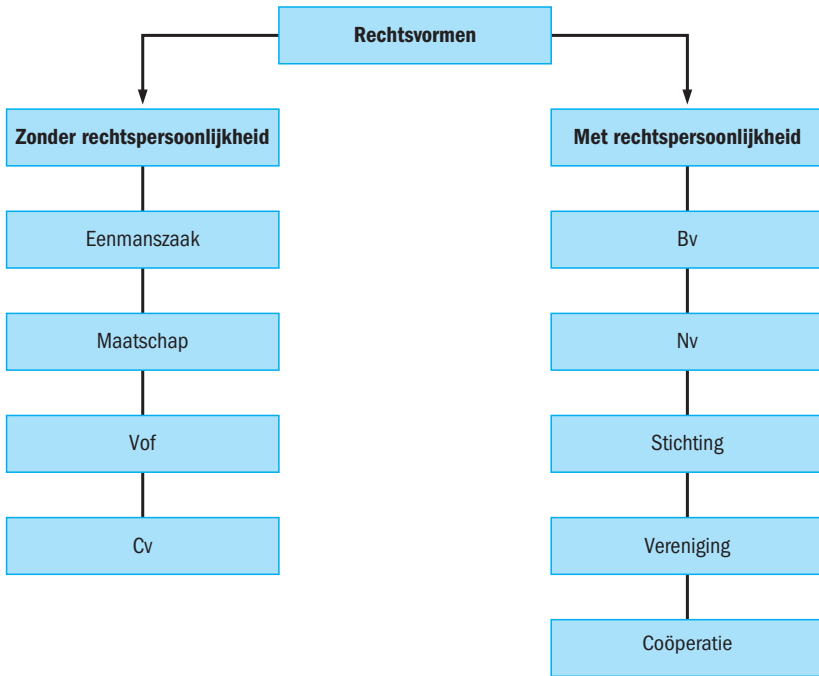 Rechtsvormen
Zonder rechtspersoonlijkheid
Eenmanszaak
Maatschap
Vof
Cv
Met rechtspersoonlijkheid
Bv
Nv
Stichting
Vereniging
Coöperatie